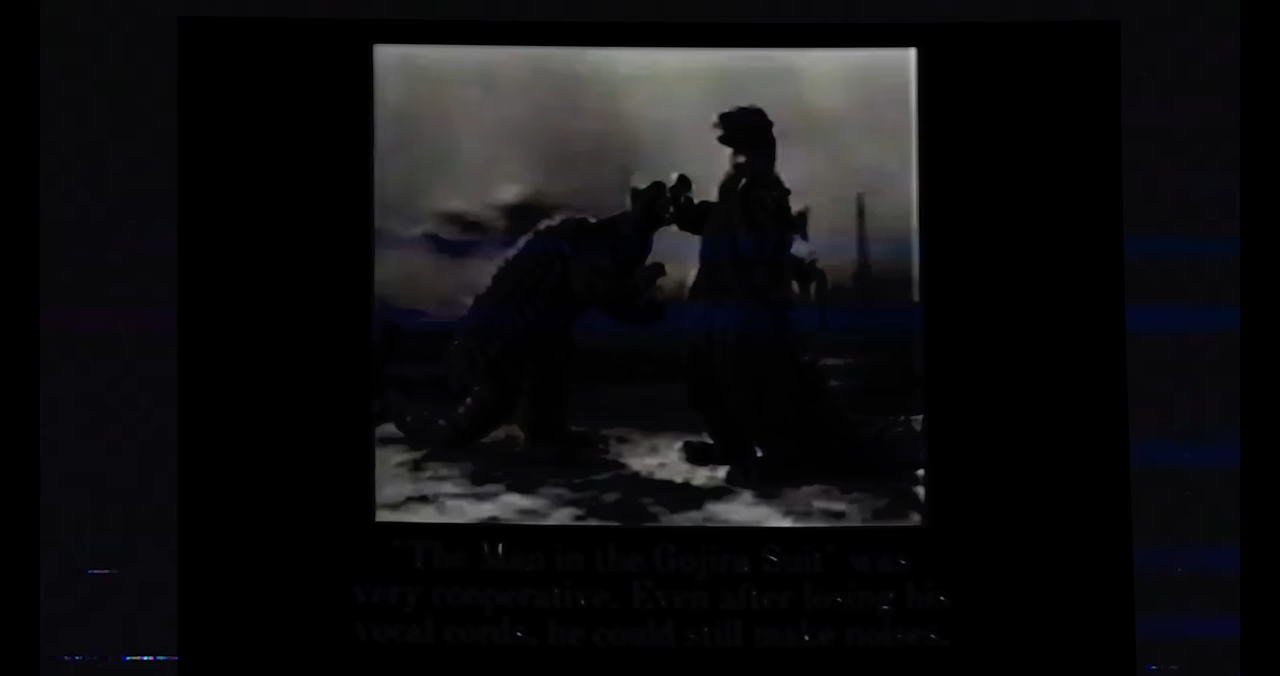 "The Man in the Gojira Suit" was
very cooperative. Even after losing his
vocal cords, he could still make noises.